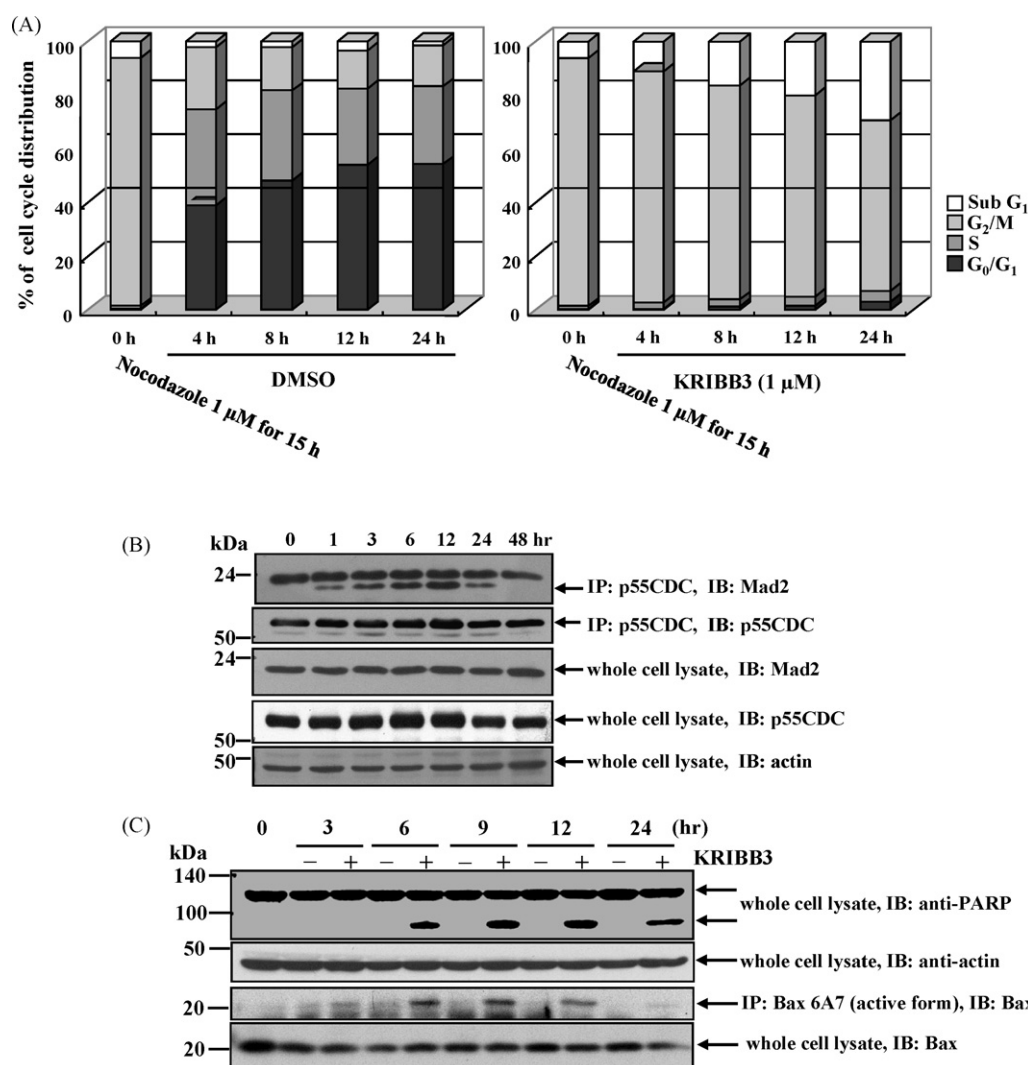 (A)
% of cell cycle distribution
100
80
60
40
20
0
0 h 4 h 8 h 12 h 24 h
DMSO
Nocodazole 1 µM for 15 h
100
80
60
40
20
0
0 h 4 h 8 h 12 h 24 h
KRIBB3 (1 µM)
Nocodazole 1 µM for 15 h
Sub G1
G2/M
S
G0/G1
(B)
kDa 0 1 3 6 12 24 48 hr
24
IP: p55CDC, IB: Mad2
IP: p55CDC, IB: p55CDC
50
24
whole cell lysate, IB: Mad2
whole cell lysate, IB: p55CDC
50
50
whole cell lysate, IB: actin
(C)
0 3 6 9 12 24 (hr)
kDa – + – + – + – + – + KRIBB3
140
whole cell lysate, IB: anti-PARP
100
50
whole cell lysate, IB: anti-actin
20
IP: Bax 6A7 (active form), IB: Bax
20
whole cell lysate, IB: Bax